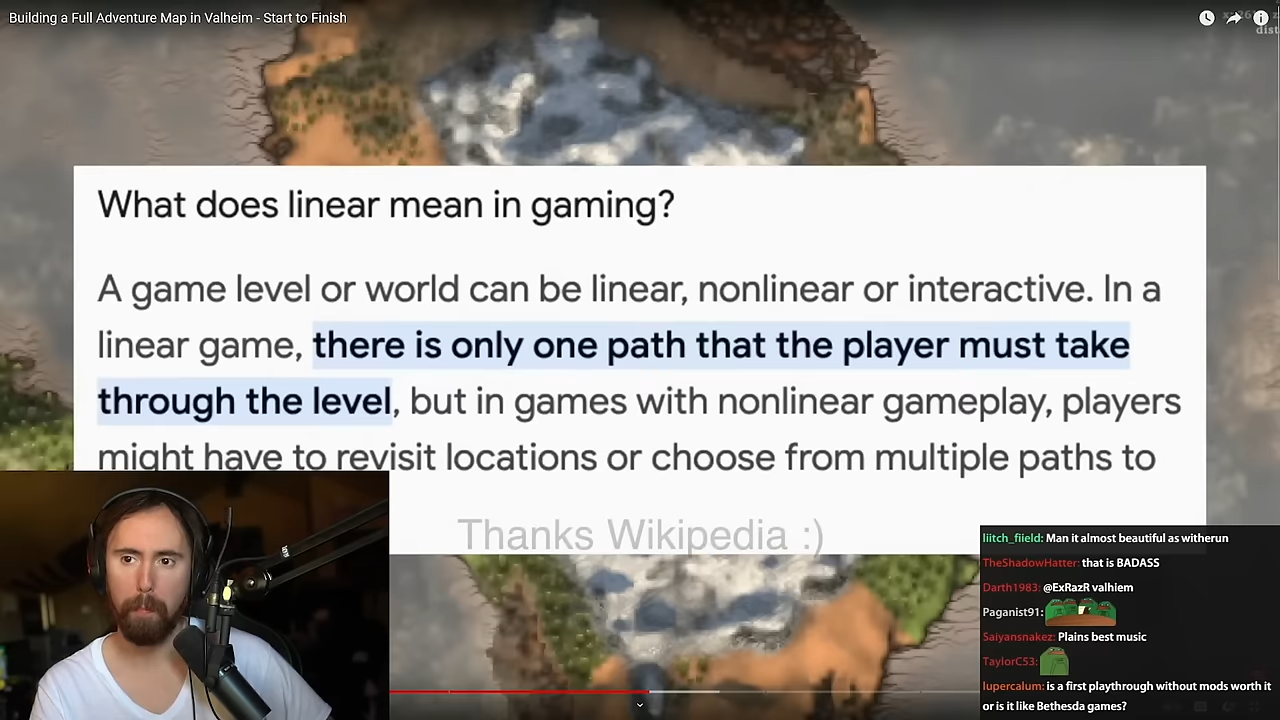 Building a Full Adventure Map in Valheim - Start to Finish
What does linear mean in gaming?
A game level or world can be linear, nonlinear or interactive. In a
linear game, there is only one path that the player must take
through the level, but in games with nonlinear gameplay, players
might have to revisit locations or choose from multiple paths to
Thanks Wikipedia :)
liitch_fiield: Man it almost beautiful as witherun
TheShadowHatter: that is BADASS
Darth1983: @ExRazR valhiem
Paganist91:
Saiyansnakez: Plains best music
TaylorC53:
lupercalum: is a first playthrough without mods worth it
or is it like Bethesda games?